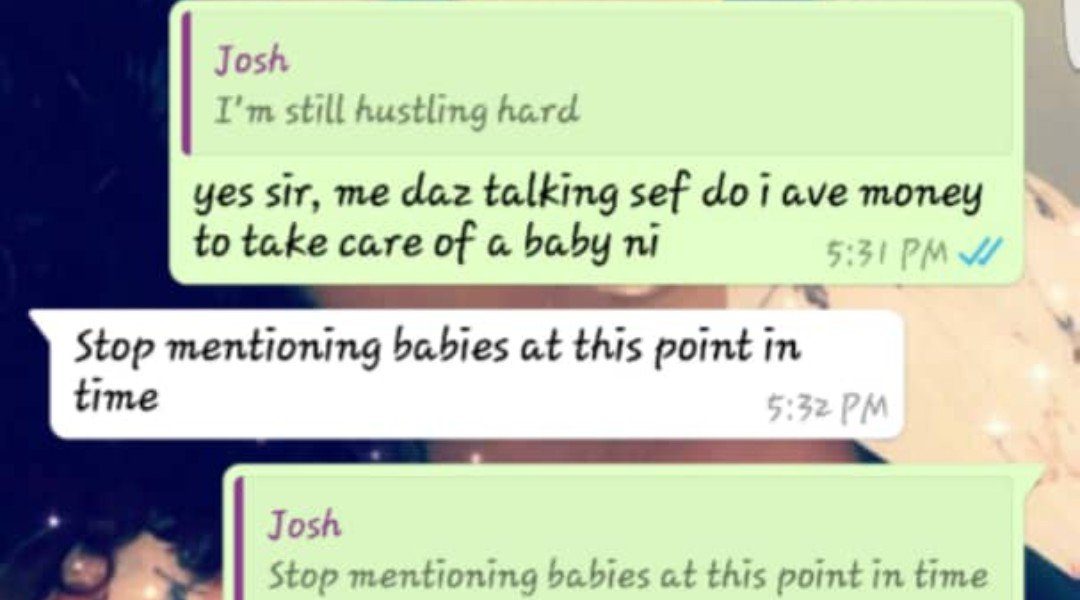 Josh
I'm still hustling hard
yes sir, me daz talking sef do i ave money
to take care of a baby ni
5:31 PM
Stop mentioning babies at this point in
time
5:32 PM
Josh
Stop mentioning babies at this point in time